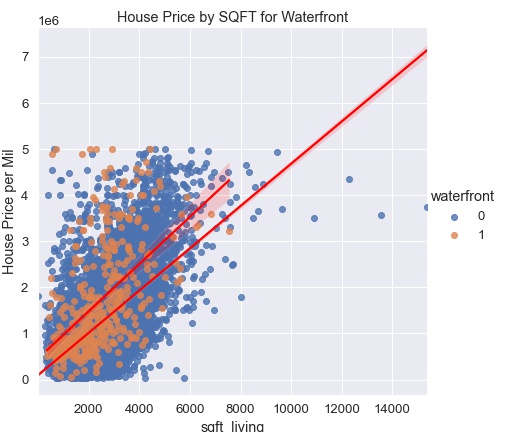 House Price by SQFT for Waterfront
1e6
7
6
5
4
3
2
1
0
House Price per Mil
2000 4000 6000 8000 10000 12000 14000
sqft_living
waterfront
0
1